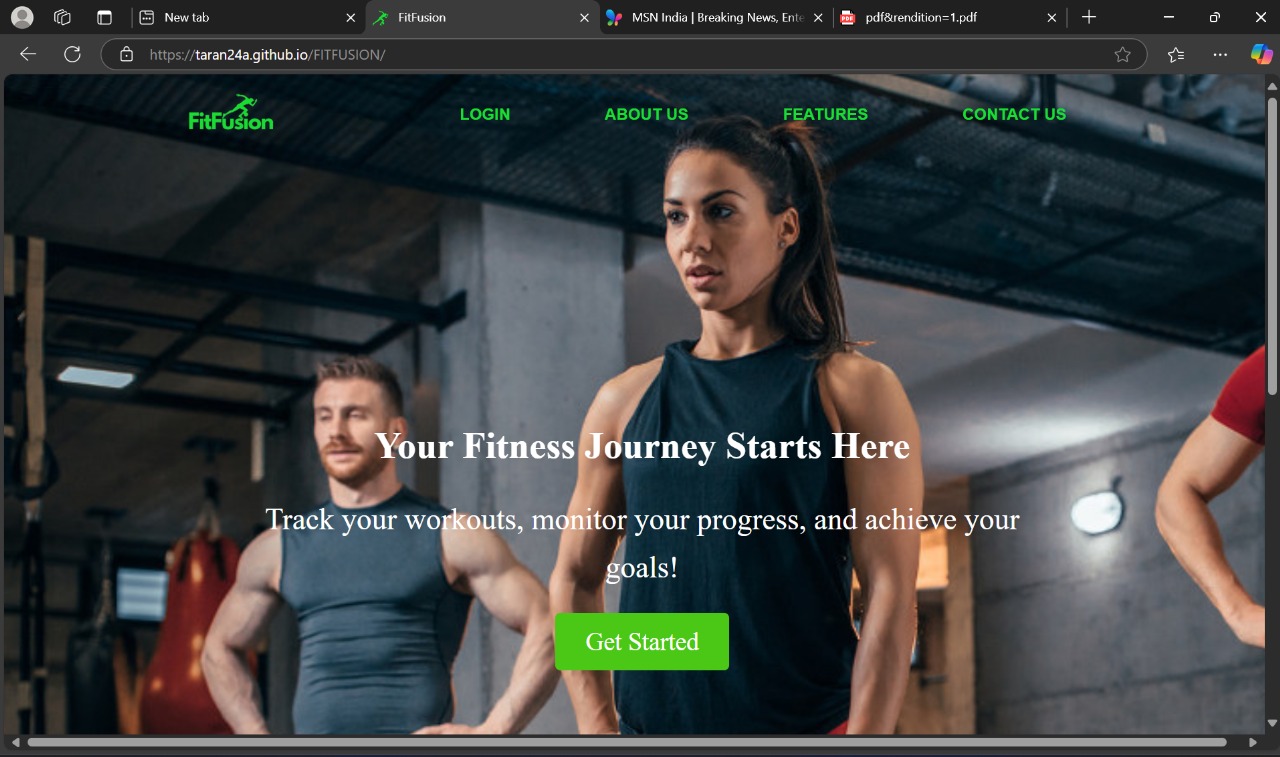 New tab
FitFusion
MSN India | Breaking News, Ente
PDF
pdf&rendition=1.pdf
https://taran24a.github.io/FITFUSION/
FitFusion
LOGIN
ABOUT US
FEATURES
CONTACT US
Your Fitness Journey Starts Here
Track your workouts, monitor your progress, and achieve your
goals!
Get Started